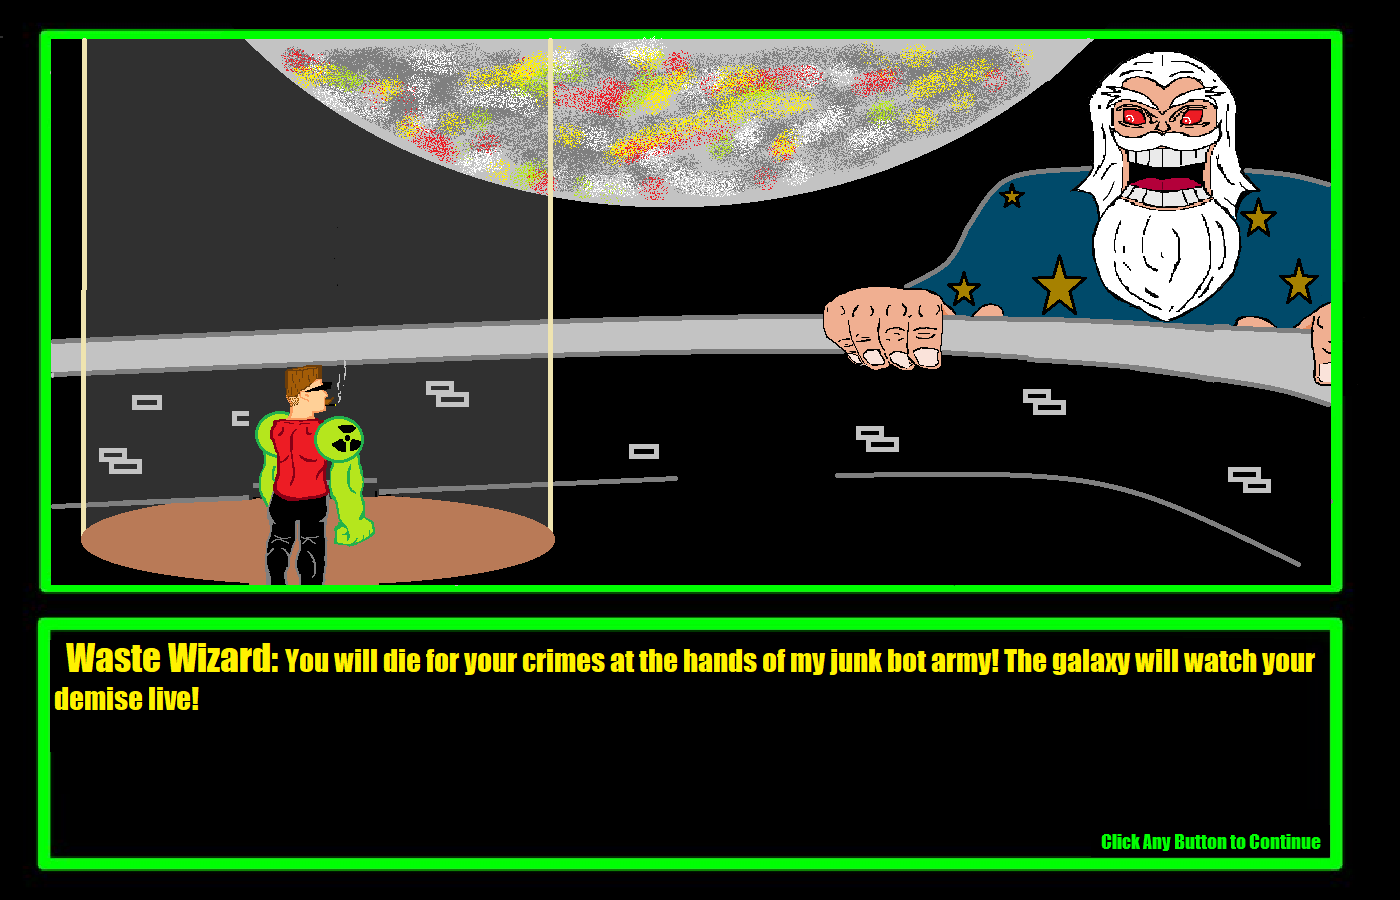 Waste Wizard: You will die for your crimes at the hands of my junk bot army! The galaxy will watch your
demise live!
Click Any Button to Continue